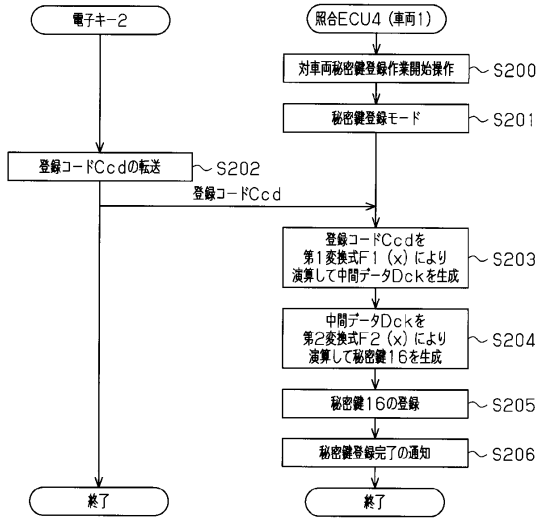 電子キー2
照合ECU4(車両1)
対車両秘密鍵登録作業開始操作
S200
秘密鍵登録モード
S201
登録コードCcdの転送
S202
登録コードCcd
登録コードCcdを
第1変換式F1(x)により
演算して中間データDckを生成
S203
中間データDckを
第2変換式F2(x)により
演算して秘密鍵16を生成
S204
秘密鍵16の登録
S205
秘密鍵登録完了の通知
S206
終了
終了